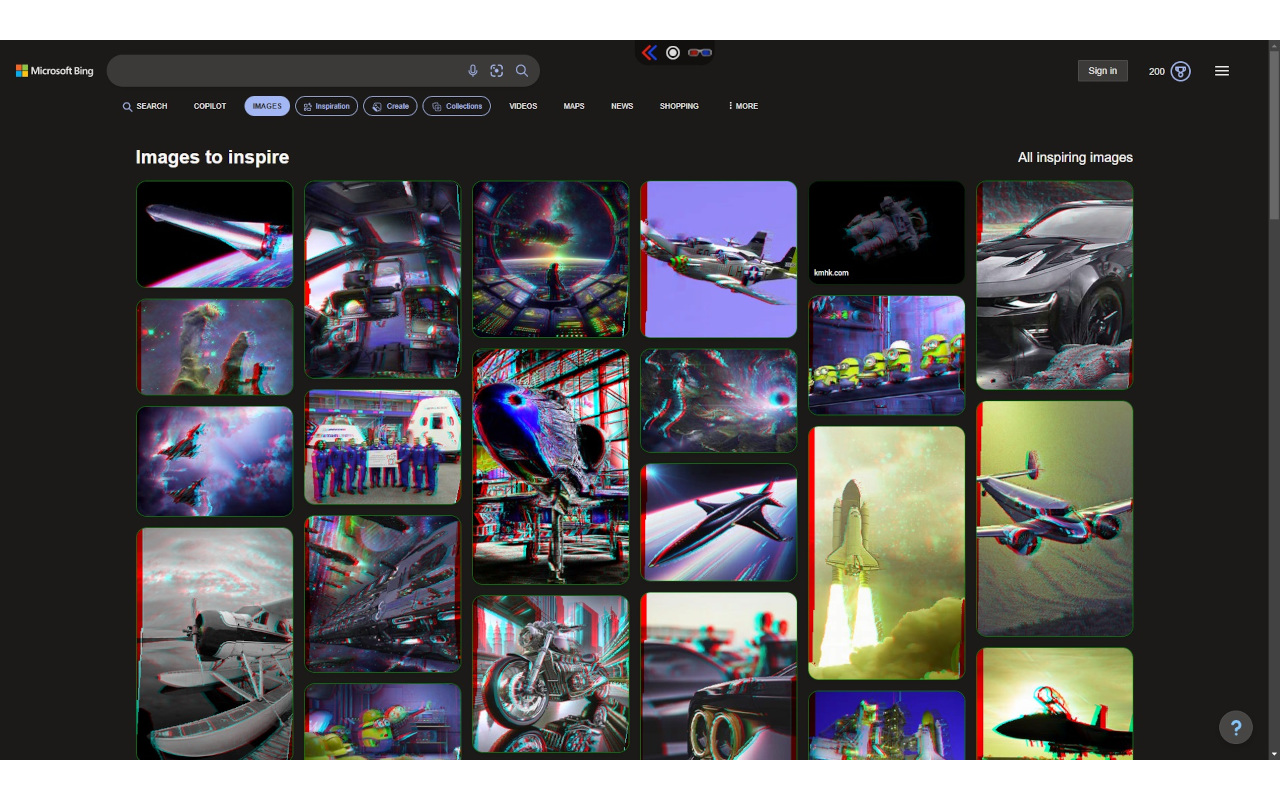 Microsoft Bing
Sign in
200
SEARCH
COPILOT
IMAGES
Inspiration
Create
Collections
VIDEOS
MAPS
NEWS
SHOPPING
MORE
Images to inspire
All inspiring images
kmhk.com
?